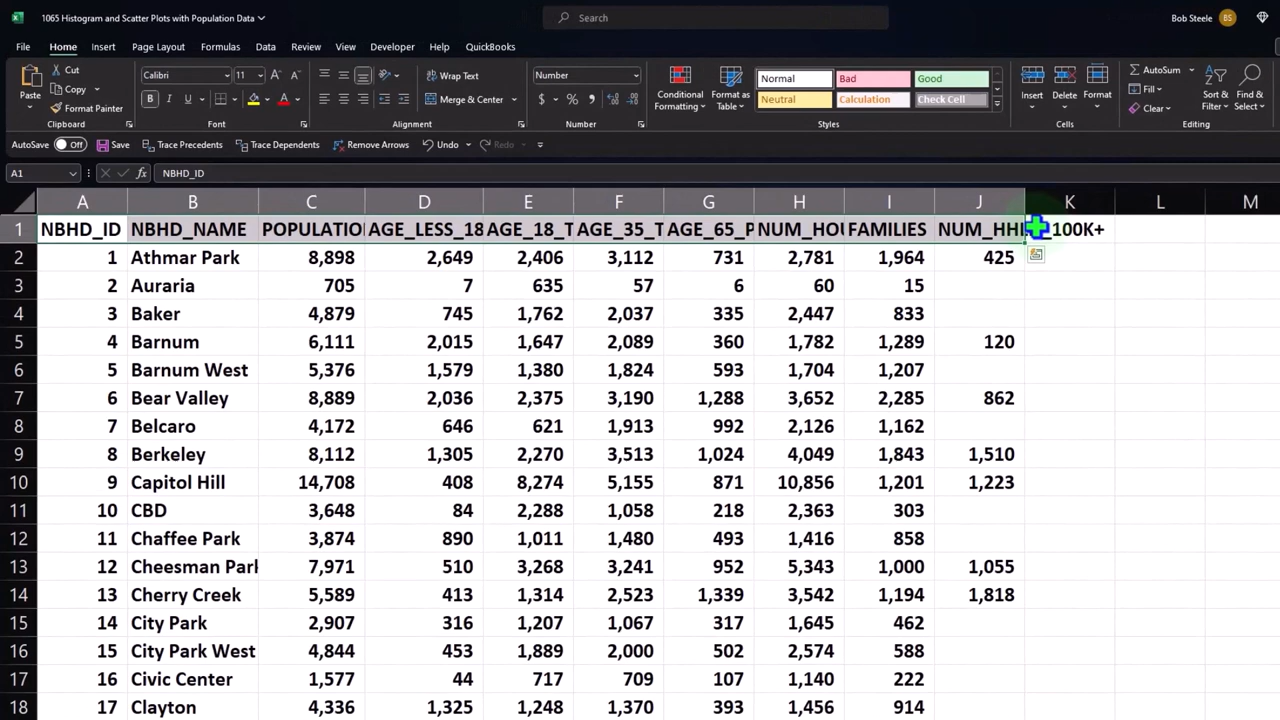 1065 Histogram and Scatter Plots with Population Data
Search
Bob Steele BS
File Home Insert Page Layout Formulas Data Review View Developer Help QuickBooks
Paste
Cut
Copy
Format Painter
Clipboard
Calibri 11
Font
Wrap Text
Merge & Center
Alignment
Number
Number
Conditional Formatting
Format as Table
Normal Bad Good
Neutral Calculation Check Cell
Styles
Insert Delete Format
Cells
AutoSum
Fill
Clear
Sort & Filter
Find & Select
Editing
AutoSave Off Save Trace Precedents Trace Dependents Remove Arrows Undo Redo
A1 fx NBHD_ID
A B C D E F G H I J K L M
1 NBHD_ID NBHD_NAME POPULATIO AGE_LESS_18 AGE_18_T AGE_35_T AGE_65_P NUM_HOU FAMILIES NUM_HH _100K+
2 1 Athmar Park 8,898 2,649 2,406 3,112 731 2,781 1,964 425
3 2 Auraria 705 7 635 57 6 60 15
4 3 Baker 4,879 745 1,762 2,037 335 2,447 833
5 4 Barnum 6,111 2,015 1,647 2,089 360 1,782 1,289 120
6 5 Barnum West 5,376 1,579 1,380 1,824 593 1,704 1,207
7 6 Bear Valley 8,889 2,036 2,375 3,190 1,288 3,652 2,285 862
8 7 Belcaro 4,172 646 621 1,913 992 2,126 1,162
9 8 Berkeley 8,112 1,305 2,270 3,513 1,024 4,049 1,843 1,510
10 9 Capitol Hill 14,708 408 8,274 5,155 871 10,856 1,201 1,223
11 10 CBD 3,648 84 2,288 1,058 218 2,363 303
12 11 Chaffee Park 3,874 890 1,011 1,480 493 1,416 858
13 12 Cheesman Park 7,971 510 3,268 3,241 952 5,343 1,000 1,055
14 13 Cherry Creek 5,589 413 1,314 2,523 1,339 3,542 1,194 1,818
15 14 City Park 2,907 316 1,207 1,067 317 1,645 462
16 15 City Park West 4,844 453 1,889 2,000 502 2,574 588
17 16 Civic Center 1,577 44 717 709 107 1,140 222
18 17 Clayton 4,336 1,325 1,248 1,370 393 1,456 914